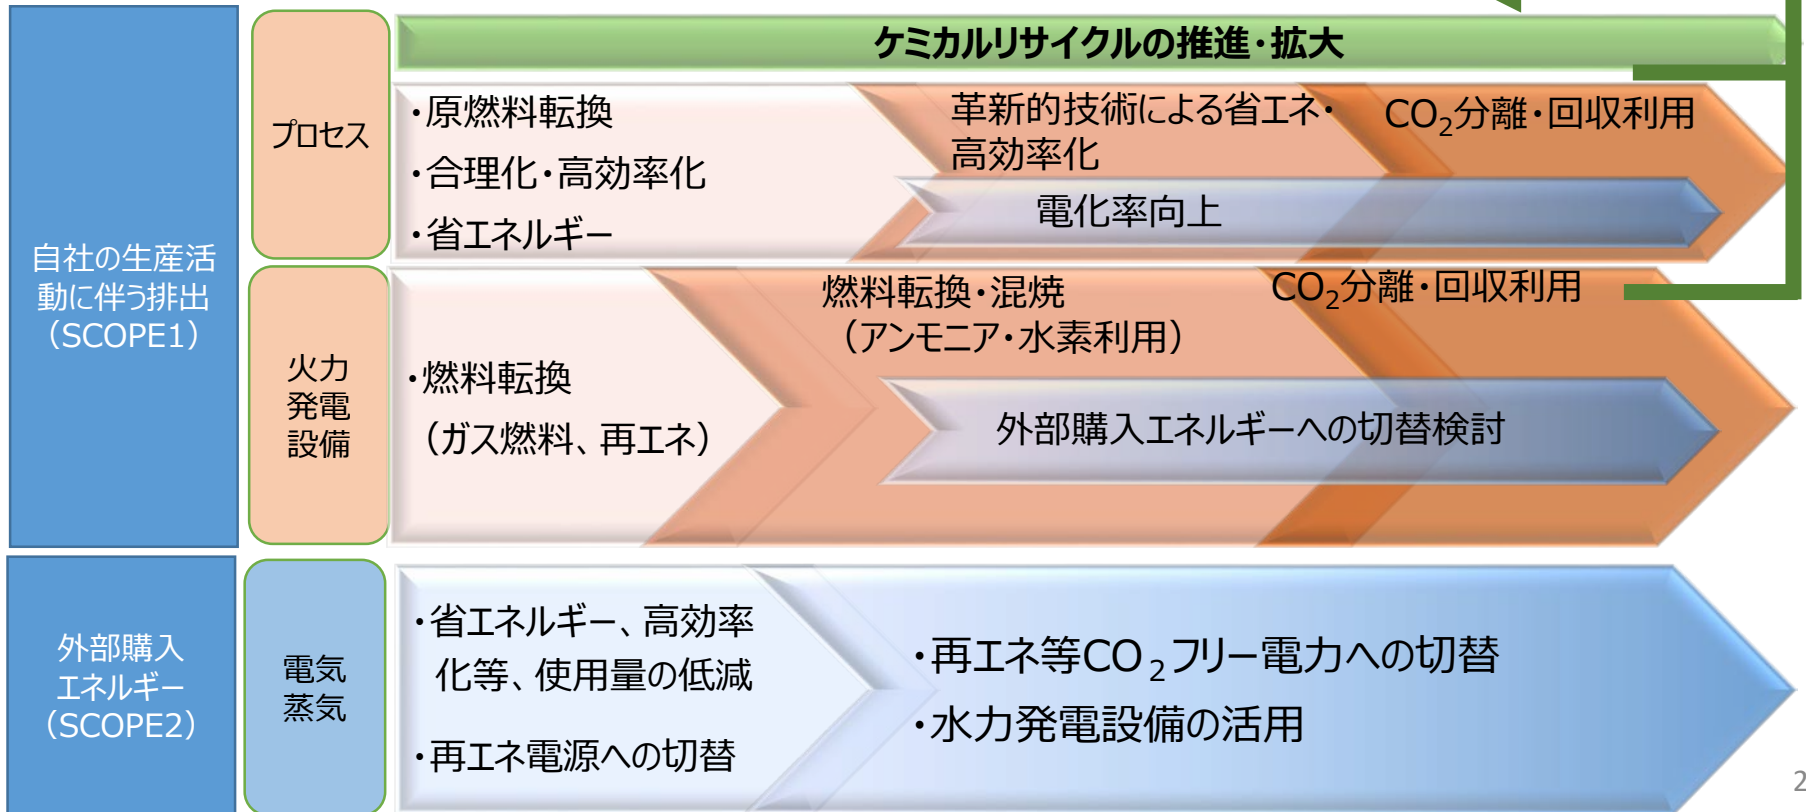 ケミカルリサイクルの推進・拡大
自社の生産活
動に伴う排出
（SCOPE1）
プロセス
・原燃料転換
・合理化・高効率化
・省エネルギー
革新的技術による省エネ・
高効率化
CO2分離・回収利用
電化率向上
火力
発電
設備
・燃料転換
（ガス燃料、再エネ）
燃料転換・混焼
（アンモニア・水素利用）
CO2分離・回収利用
外部購入エネルギーへの切替検討
外部購入
エネルギー
（SCOPE2）
電気
蒸気
・省エネルギー、高効率
化等、使用量の低減
・再エネ電源への切替
・再エネ等CO2フリー電力への切替
・水力発電設備の活用
2